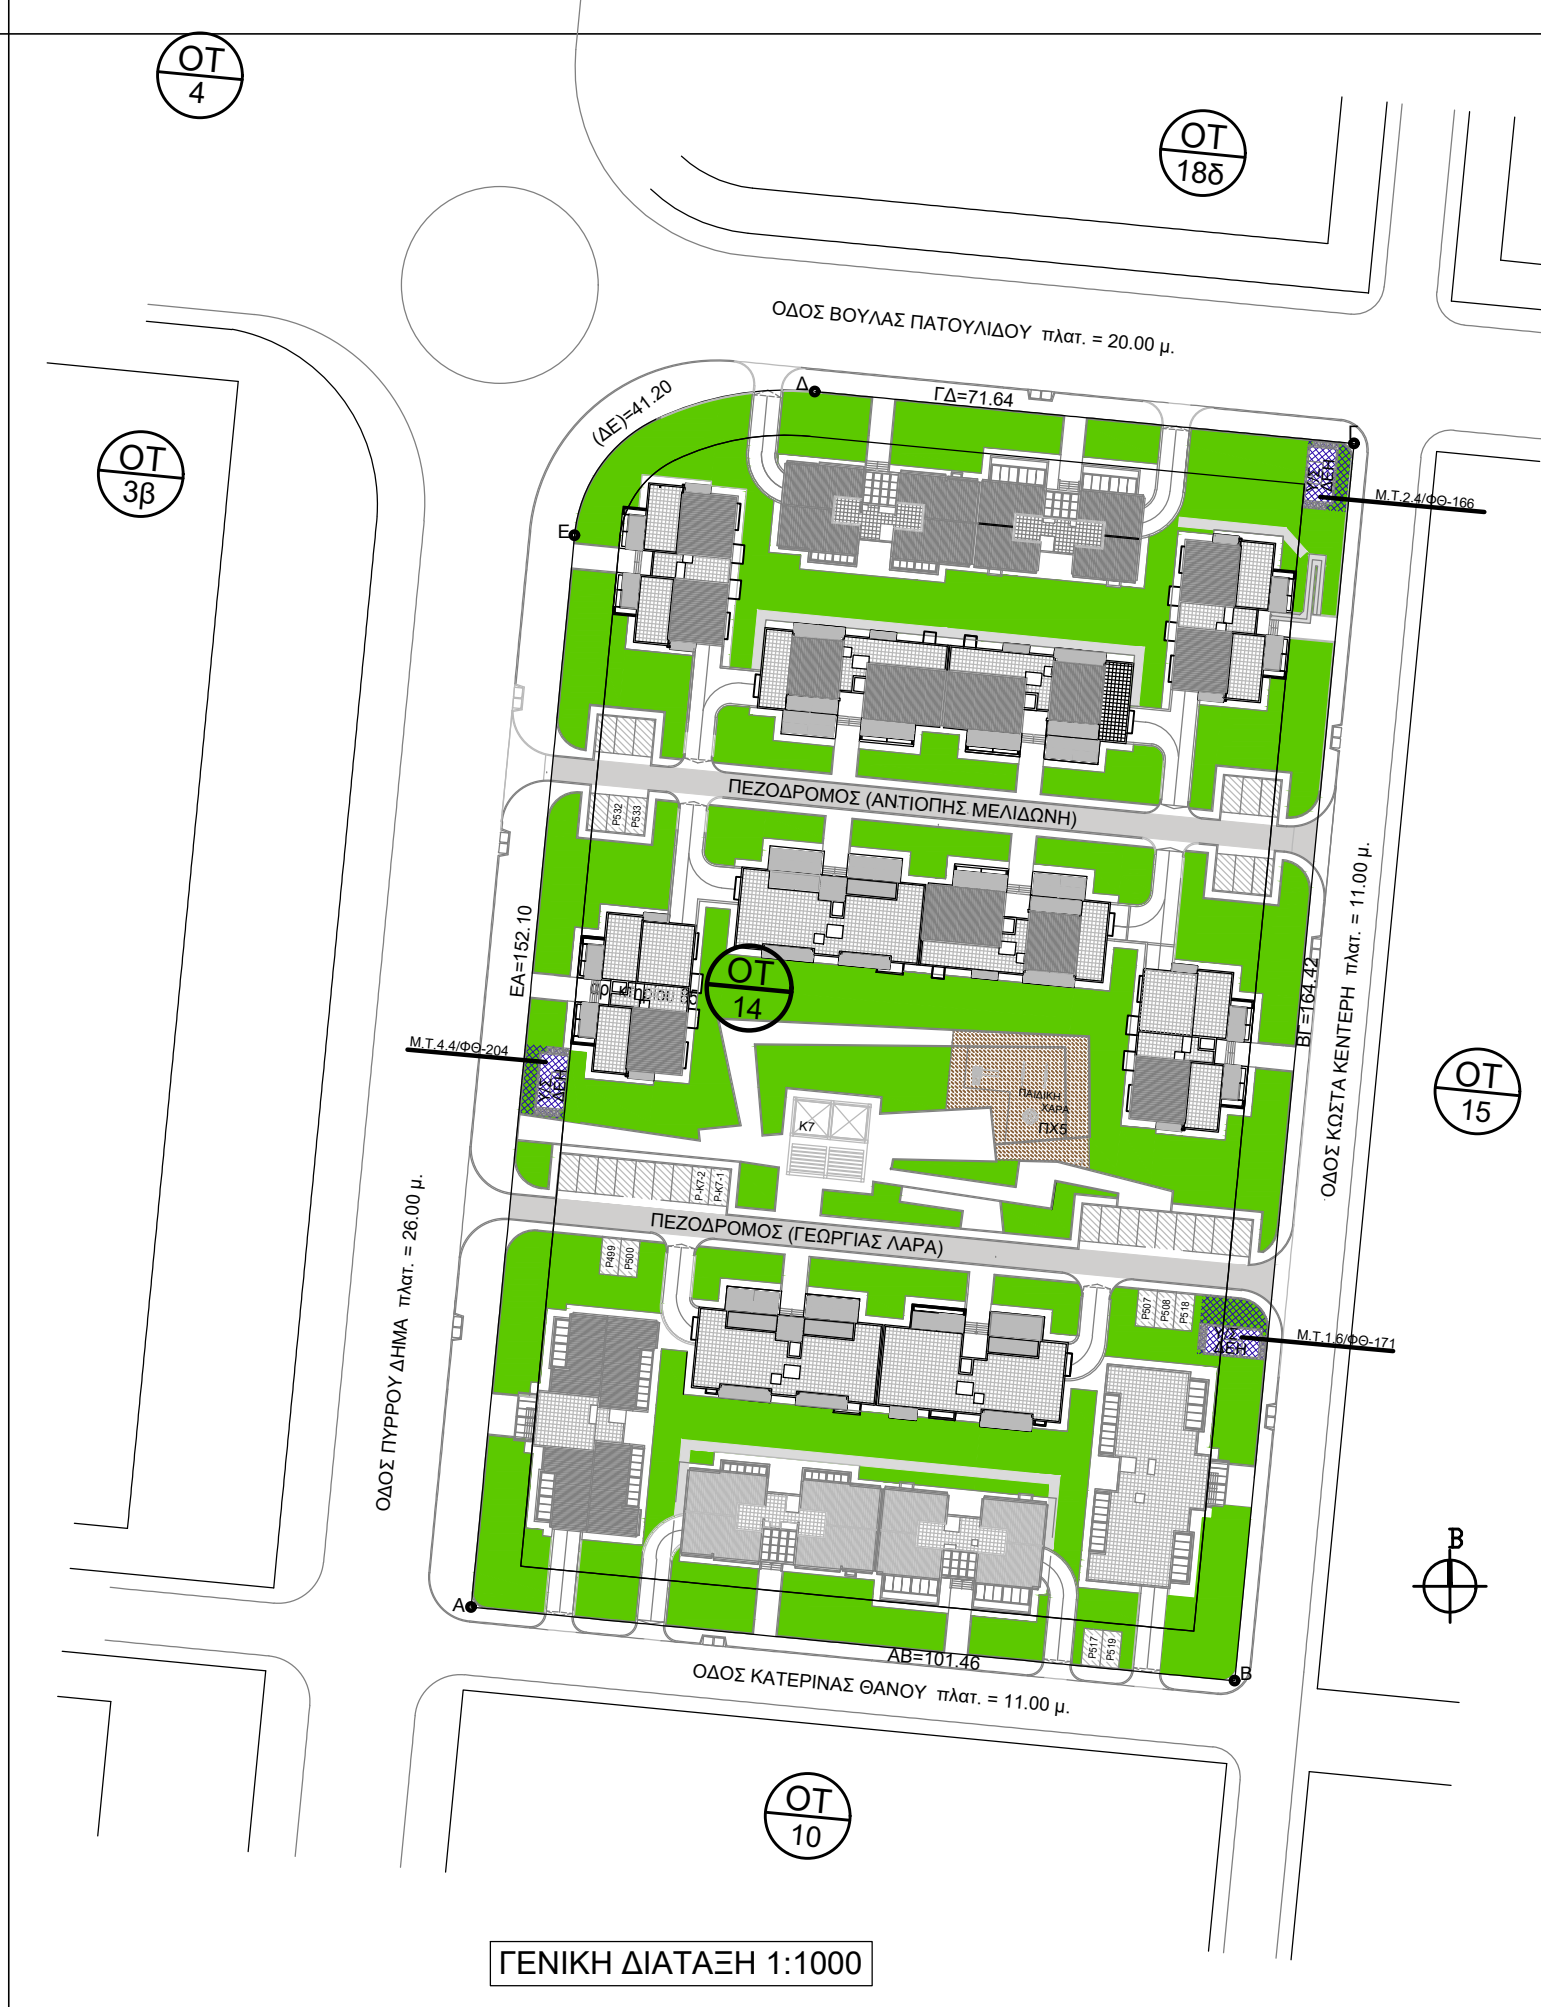 ΟΤ
4
ΟΤ
18δ
ΟΔΟΣ ΒΟΥΛΑΣ ΠΑΤΟΥΛΙΔΟΥ πλατ. = 20.00 μ.
Δ
ΓΔ=71.64
(ΔΕ)=41.20
Γ
ΟΤ
3β
Υ/Σ
ΔΕΗ
Μ.Τ.2.4/ΦΘ-166
Ε
ΠΕΖΟΔΡΟΜΟΣ (ΑΝΤΙΟΠΗΣ ΜΕΛΙΔΩΝΗ)
P532
P533
ΕΑ=152.10
ΟΤ
14
ΒΓ=164.42
ΟΔΟΣ ΚΩΣΤΑ ΚΕΝΤΕΡΗ πλατ. = 11.00 μ.
Μ.Τ.4.4/ΦΘ-204
Υ/Σ
ΔΕΗ
ΠΑΙΔΙΚΗ
ΧΑΡΑ
ΠΧ5
Κ7
ΟΤ
15
P-K7-2
P-K7-1
ΠΕΖΟΔΡΟΜΟΣ (ΓΕΩΡΓΙΑΣ ΛΑΡΑ)
P499
P500
P507
P508
P518
ΔΕΗ
Μ.Τ.1.6/ΦΘ-171
ΟΔΟΣ ΠΥΡΡΟΥ ΔΗΜΑ πλατ. = 26.00 μ.
Β
Α
P517
P519
ΑΒ=101.46
Β
ΟΔΟΣ ΚΑΤΕΡΙΝΑΣ ΘΑΝΟΥ πλατ. = 11.00 μ.
ΟΤ
10
ΓΕΝΙΚΗ ΔΙΑΤΑΞΗ 1:1000